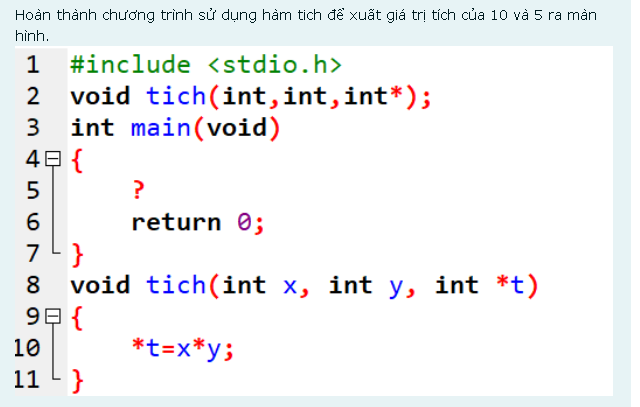 Hoàn thành chương trình sử dụng hàm tich để xuất giá trị tích của 10 và 5 ra màn
hình.
1 #include <stdio.h>
2 void tich(int,int,int*);
3 int main(void)
4 {
5 ?
6 return 0;
7 }
8 void tich(int x, int y, int *t)
9 {
10 *t=x*y;
11 }